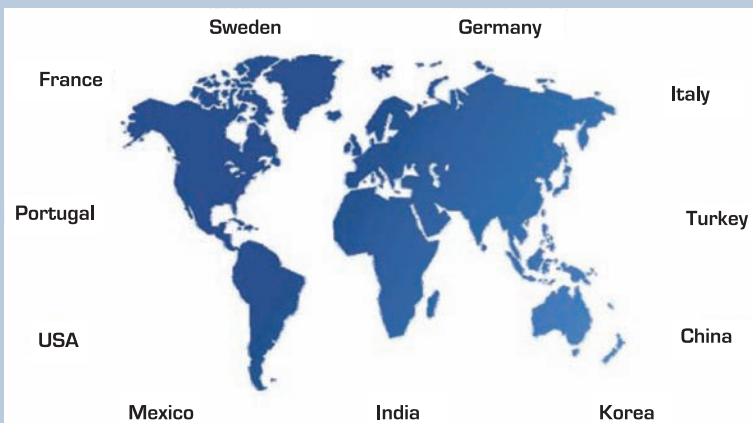 Sweden
Germany
France
Italy
Portugal
Turkey
USA
China
Mexico
India
Korea